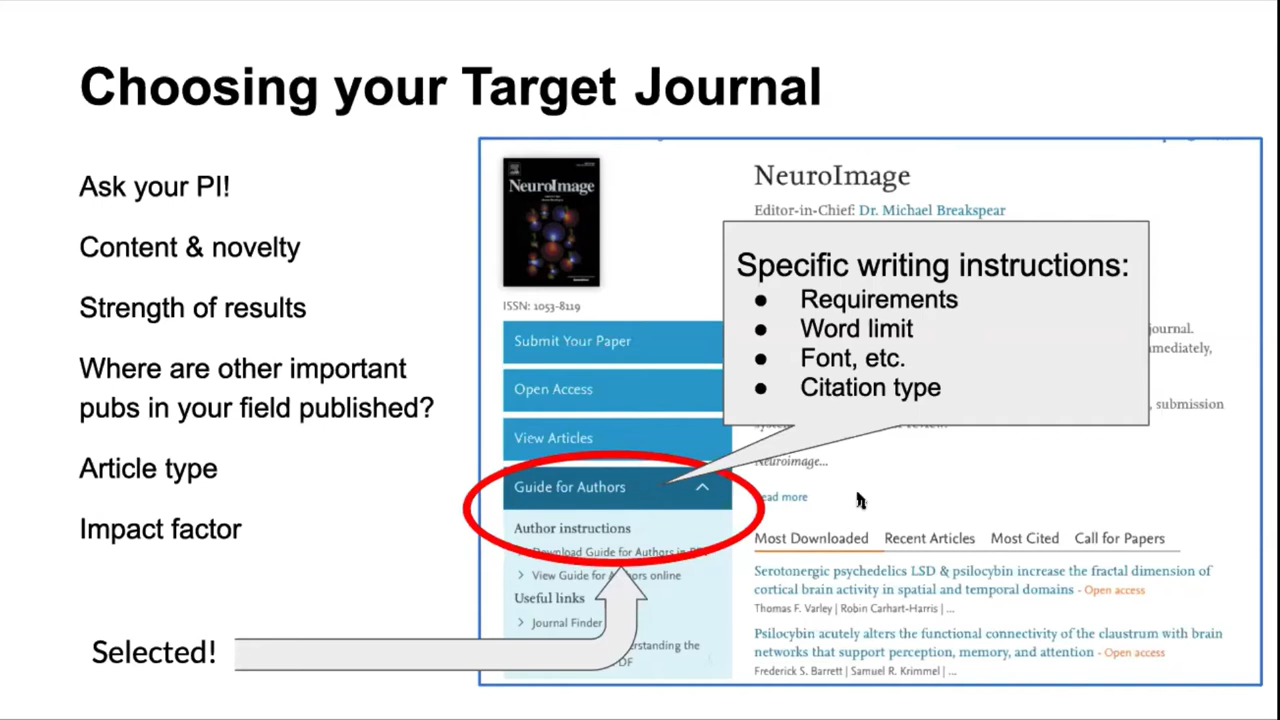 Choosing your Target Journal
Ask your PI!
Content & novelty
Strength of results
Where are other important
pubs in your field published?
Article type
Impact factor
Selected!
NeuroImage
ISSN: 1053-8119
Submit Your Paper
Open Access
View Articles
Guide for Authors
Author instructions
Download Guide for Authors in
View Guide for online
Useful links
Journal Finder
the
NeuroImage
Editor-in-Chief: Dr. Michael Breakspear
Specific writing instructions:
● Requirements
● Word limit
● Font, etc.
● Citation type
journal.
, submission
Neuroimage...
Most Downloaded Recent Articles Most Cited Call for Papers
Serotonergic psychedelics LSD & psilocybin increase the fractal dimension of
cortical brain activity in spatial and temporal domains - Open access
Thomas F. Varley | Robin Carhart-Harris | ...
Psilocybin acutely alters the functional connectivity of the claustrum with brain
networks that support perception, memory, and attention - Open access
Frederick S. Barrett | Samuel R. Krimmel | ...